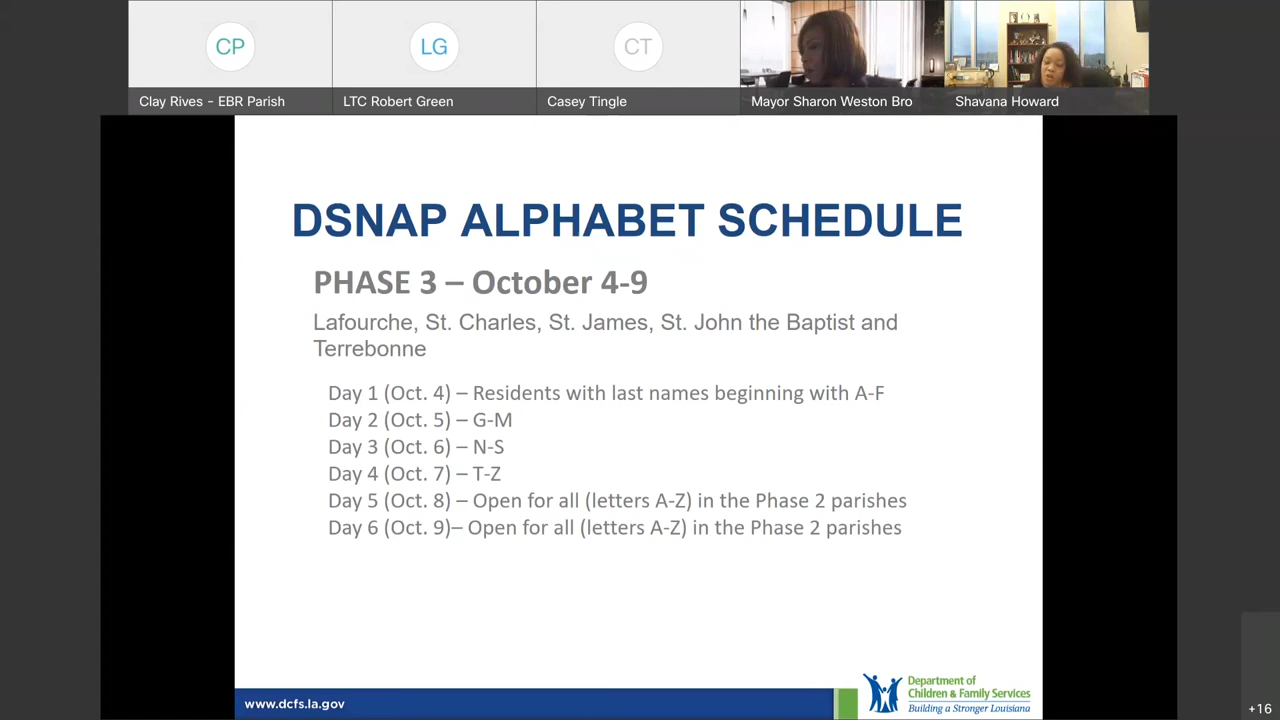 CP
LG
CT
Clay Rives - EBR Parish
LTC Robert Green
Casey Tingle
Mayor Sharon Weston Bro
Shavana Howard
DSNAP ALPHABET SCHEDULE
PHASE 3 – October 4-9
Lafourche, St. Charles, St. James, St. John the Baptist and
Terrebonne
Day 1 (Oct. 4) – Residents with last names beginning with A-F
Day 2 (Oct. 5) – G-M
Day 3 (Oct. 6) – N-S
Day 4 (Oct. 7) – T-Z
Day 5 (Oct. 8) – Open for all (letters A-Z) in the Phase 2 parishes
Day 6 (Oct. 9)– Open for all (letters A-Z) in the Phase 2 parishes
www.dcfs.la.gov
Department of
Children & Family Services
Building a Stronger Louisiana
+16